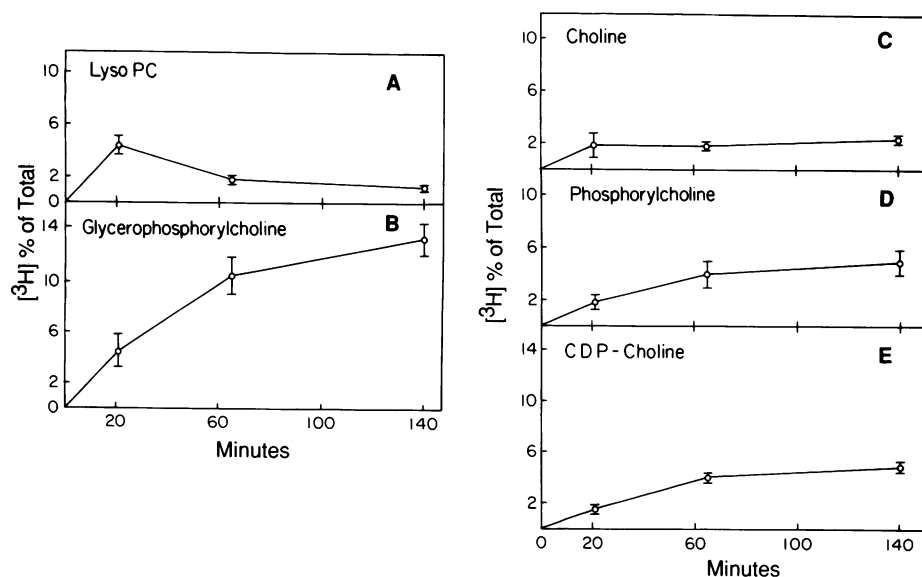 10
6
2
0
Lyso PC
A
14
10
6
2
0
Glycerophosphorylcholine
B
[³H] % of Total
20
60
100
140
Minutes
10
6
2
Choline
C
10
6
2
Phosphorylcholine
D
14
10
6
2
CDP-Choline
E
[³H] % of Total
0
20
60
100
140
Minutes